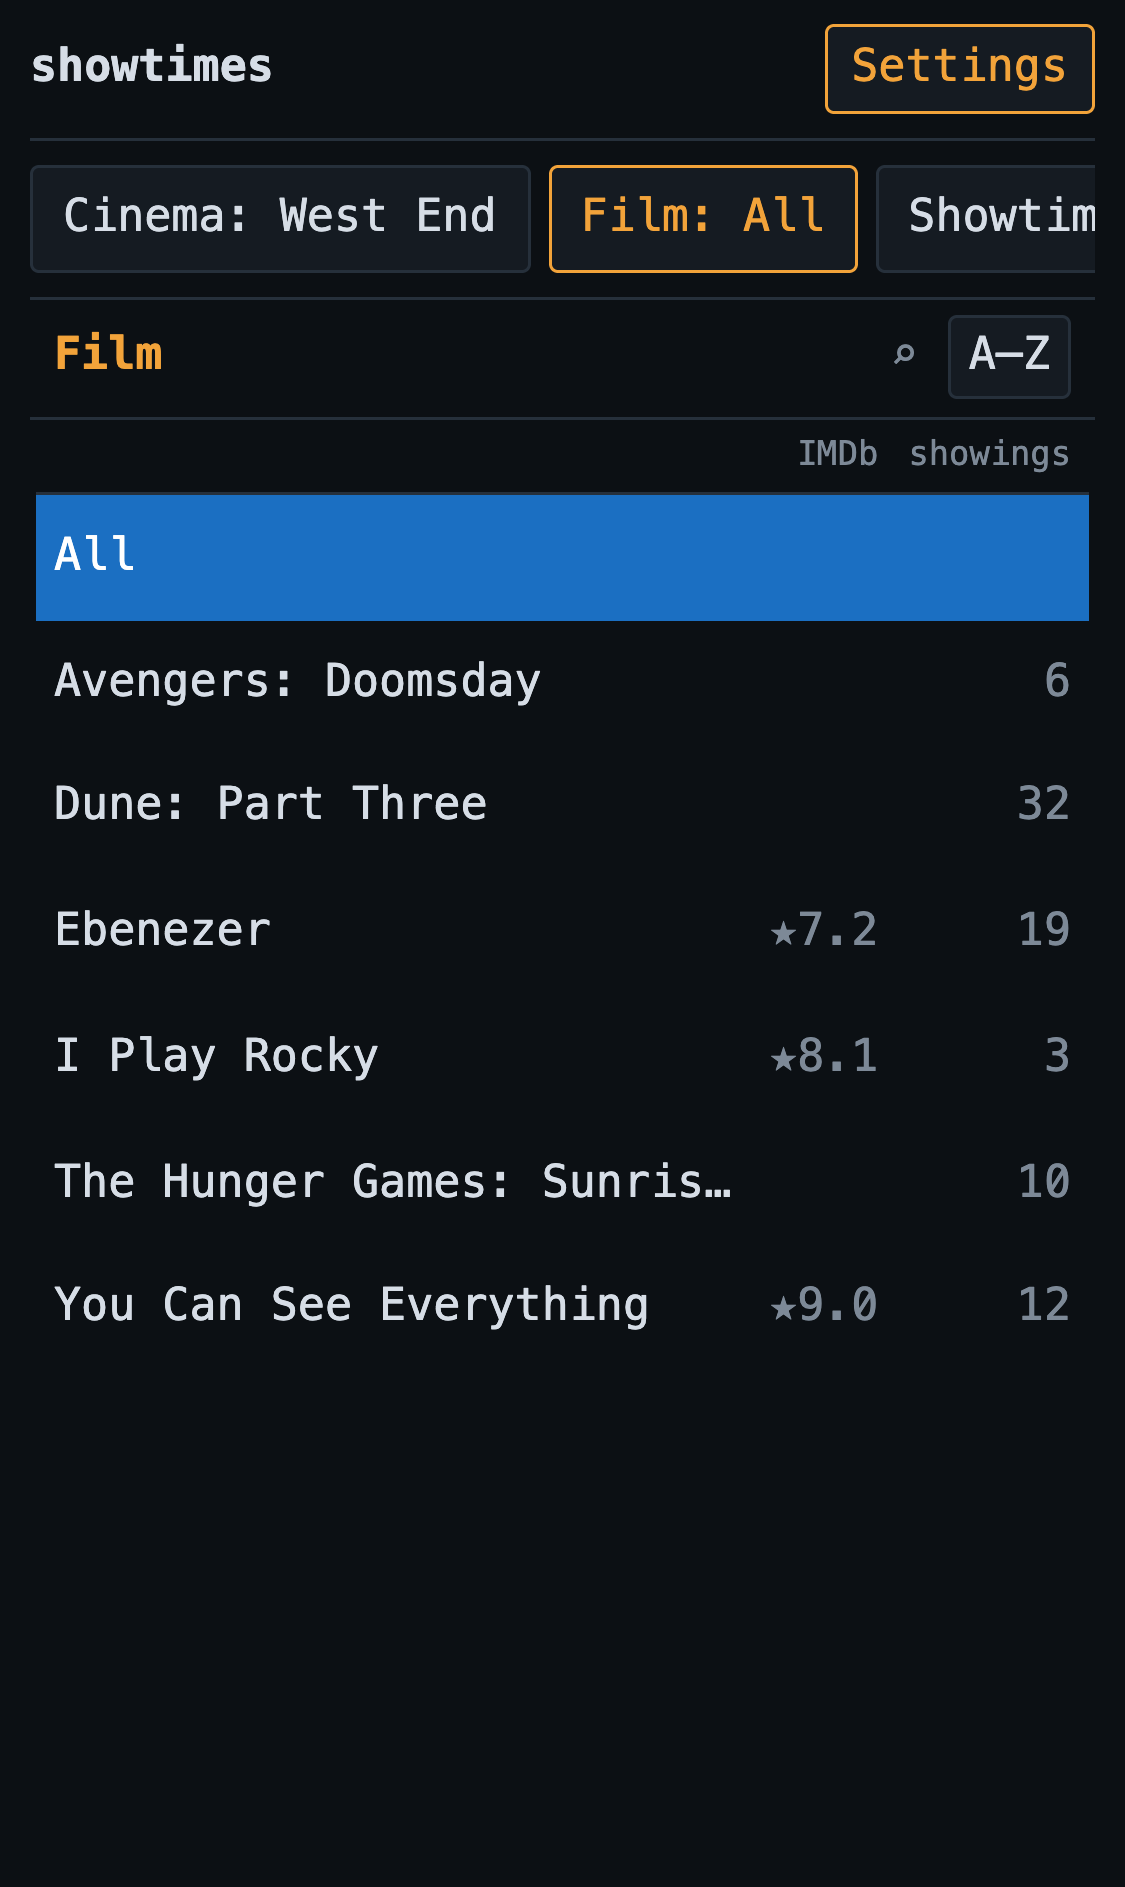 showtimes Settings
Cinema: West End Film: All Showtim
Film A–Z
IMDb showings
All
Avengers: Doomsday 6
Dune: Part Three 32
Ebenezer ★7.2 19
I Play Rocky ★8.1 3
The Hunger Games: Sunris… 10
You Can See Everything ★9.0 12